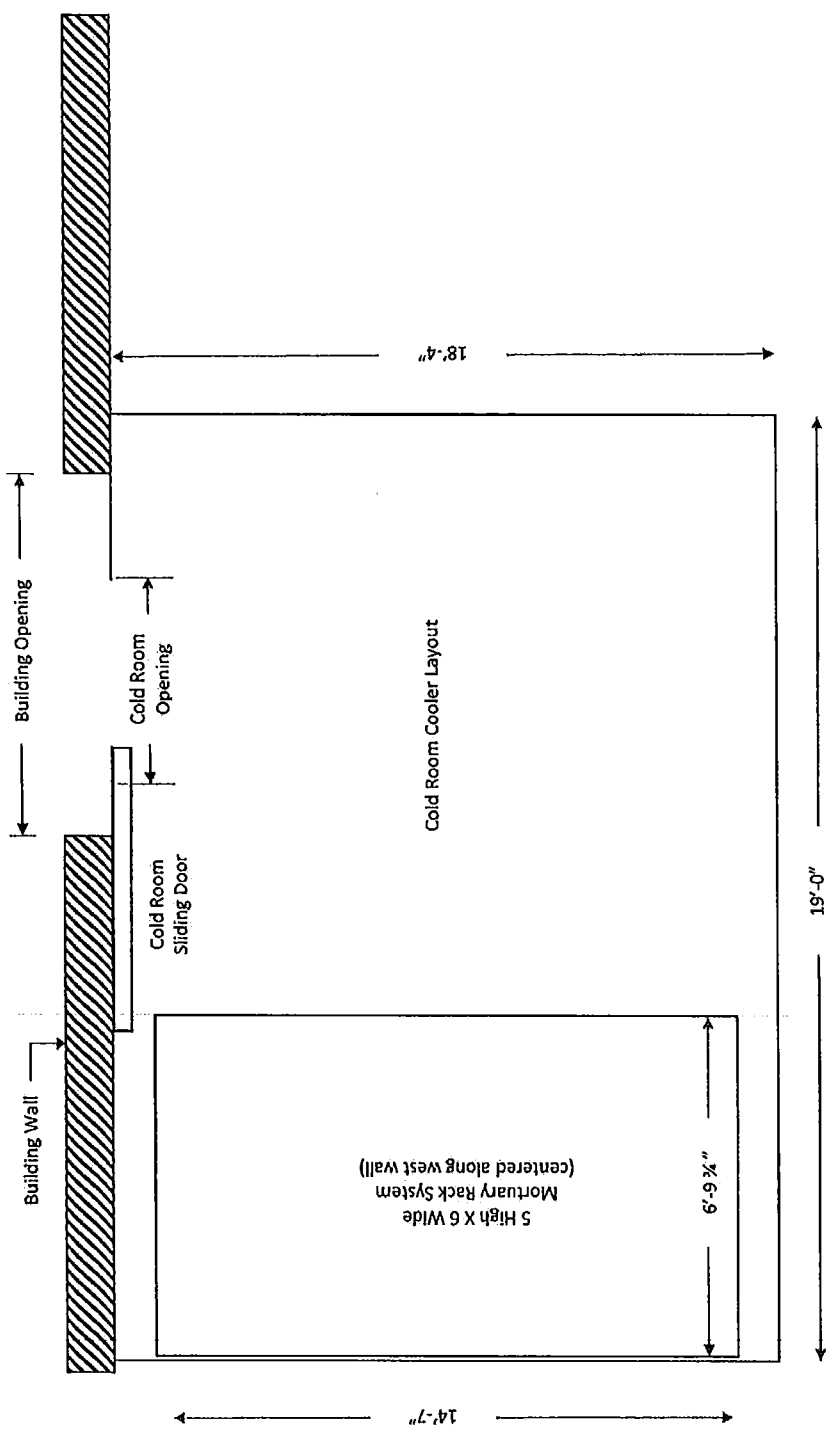 Building Opening
Building Wall
Cold Room
Opening
Cold Room
Sliding Door
18'-4"
Cold Room Cooler Layout
5 High X 6 Wide
Mortuary Rack System
(centered along west wall)
6'-9 ¾"
14'-7"
19'-0"